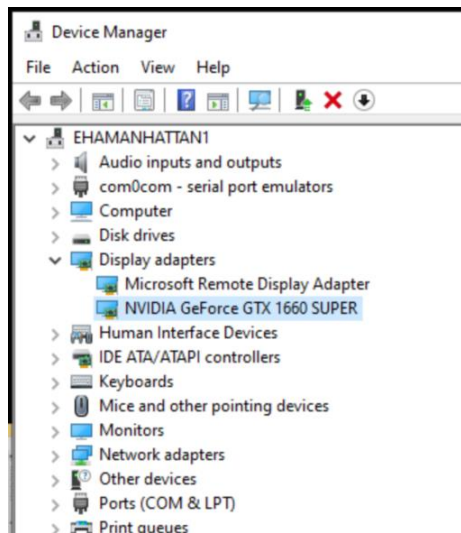 Device Manager
File Action View Help
EHAMANHATTAN1
Audio inputs and outputs
com0com - serial port emulators
Computer
Disk drives
Display adapters
Microsoft Remote Display Adapter
NVIDIA GeForce GTX 1660 SUPER
Human Interface Devices
IDE ATA/ATAPI controllers
Keyboards
Mice and other pointing devices
Monitors
Network adapters
Other devices
Ports (COM & LPT)
Print queues